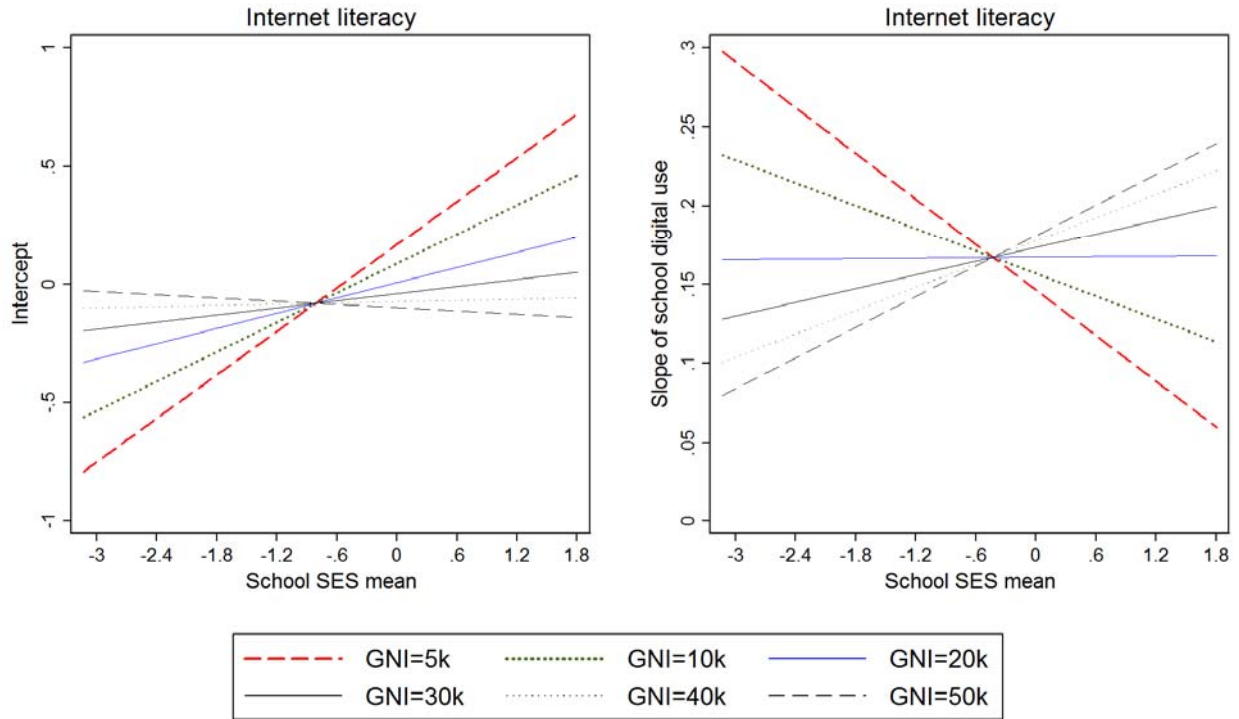 Internet literacy
Intercept
1
.5
0
-.5
-1
-3 -2.4 -1.8 -1.2 -.6 0 .6 1.2 1.8
School SES mean
Internet literacy
Slope of school digital use
.3
.25
.2
.15
.1
.05
0
-3 -2.4 -1.8 -1.2 -.6 0 .6 1.2 1.8
School SES mean
GNI=5k GNI=10k GNI=20k
GNI=30k GNI=40k GNI=50k